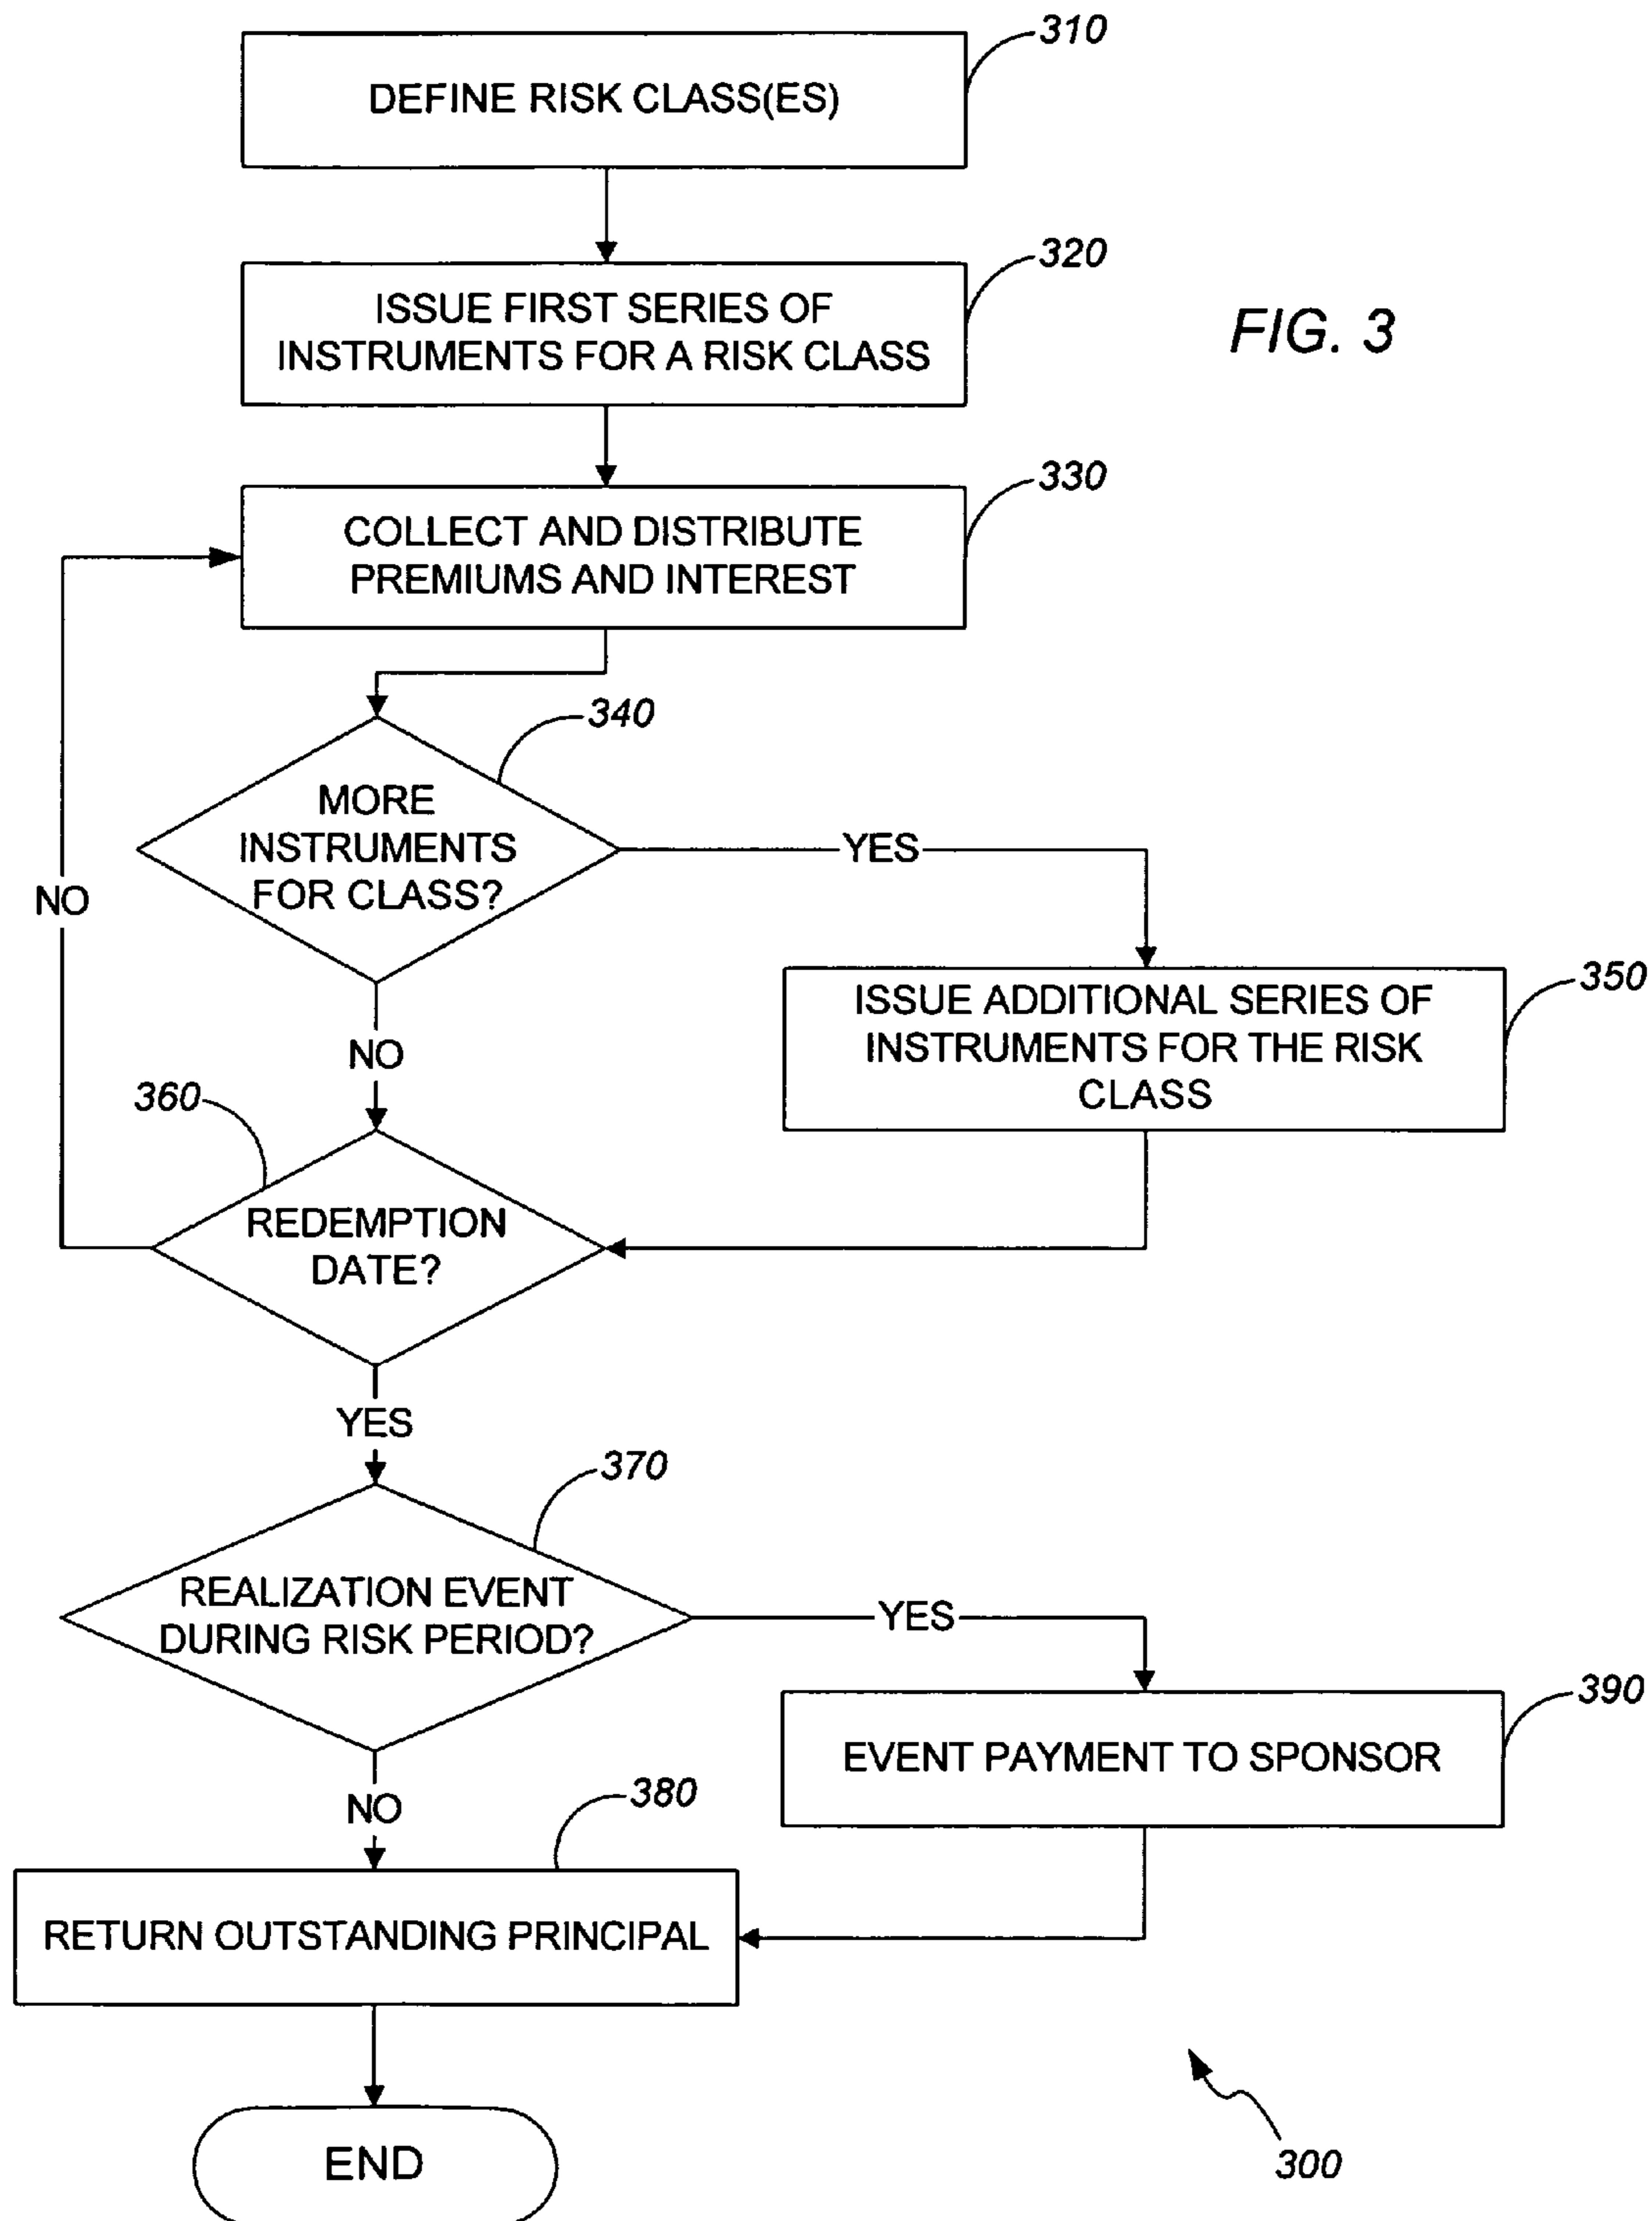 310
DEFINE RISK CLASS(ES)
320
ISSUE FIRST SERIES OF
INSTRUMENTS FOR A RISK CLASS
FIG. 3
330
COLLECT AND DISTRIBUTE
PREMIUMS AND INTEREST
340
MORE
INSTRUMENTS
FOR CLASS?
YES
NO
350
ISSUE ADDITIONAL SERIES OF
INSTRUMENTS FOR THE RISK
CLASS
NO
360
REDEMPTION
DATE?
YES
370
REALIZATION EVENT
DURING RISK PERIOD?
YES
390
EVENT PAYMENT TO SPONSOR
NO
380
RETURN OUTSTANDING PRINCIPAL
END
300